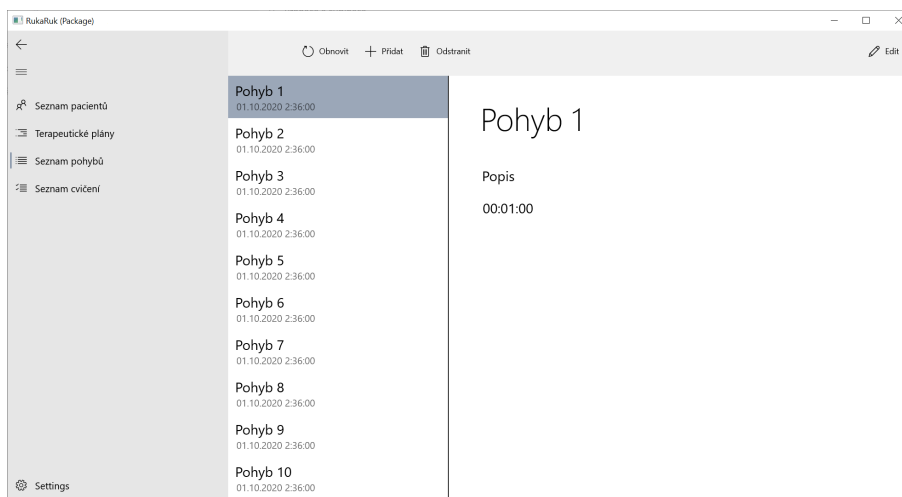 RukaRuk (Package)
Obnovit Přidat Odstranit Edit
Seznam pacientů
Terapeutické plány
Seznam pohybů
Seznam cvičení
Settings
Pohyb 1
01.10.2020 2:36:00
Pohyb 2
01.10.2020 2:36:00
Pohyb 3
01.10.2020 2:36:00
Pohyb 4
01.10.2020 2:36:00
Pohyb 5
01.10.2020 2:36:00
Pohyb 6
01.10.2020 2:36:00
Pohyb 7
01.10.2020 2:36:00
Pohyb 8
01.10.2020 2:36:00
Pohyb 9
01.10.2020 2:36:00
Pohyb 10
01.10.2020 2:36:00
Pohyb 1
Popis
00:01:00